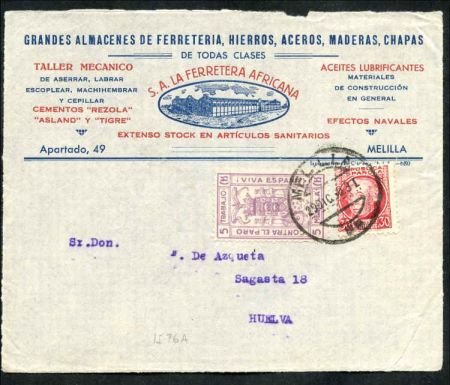 GRANDES ALMACENES DE FERRETERIA, HIERROS, ACEROS, MADERAS, CHAPAS
DE TODAS CLASES
TALLER MECANICO
DE ASERRAR, LABRAR
ESCOPLEAR, MACHIHEMBRAR
Y CEPILLAR
CEMENTOS "REZOLA"
"ASLAND" Y "TIGRE"
S. A. LA FERRETERA AFRICANA
ACEITES LUBRIFICANTES
MATERIALES
DE CONSTRUCCIÓN
EN GENERAL
EFECTOS NAVALES
EXTENSO STOCK EN ARTÍCULOS SANITARIOS
Apartado, 49
MELILLA
¡VIVA ESPAÑA
5 TRABAJO
CONTRA EL PARO
TRABAJO 5
MEL
Sr.Don.
. De Azqueta
Sagasta 18
HUELVA